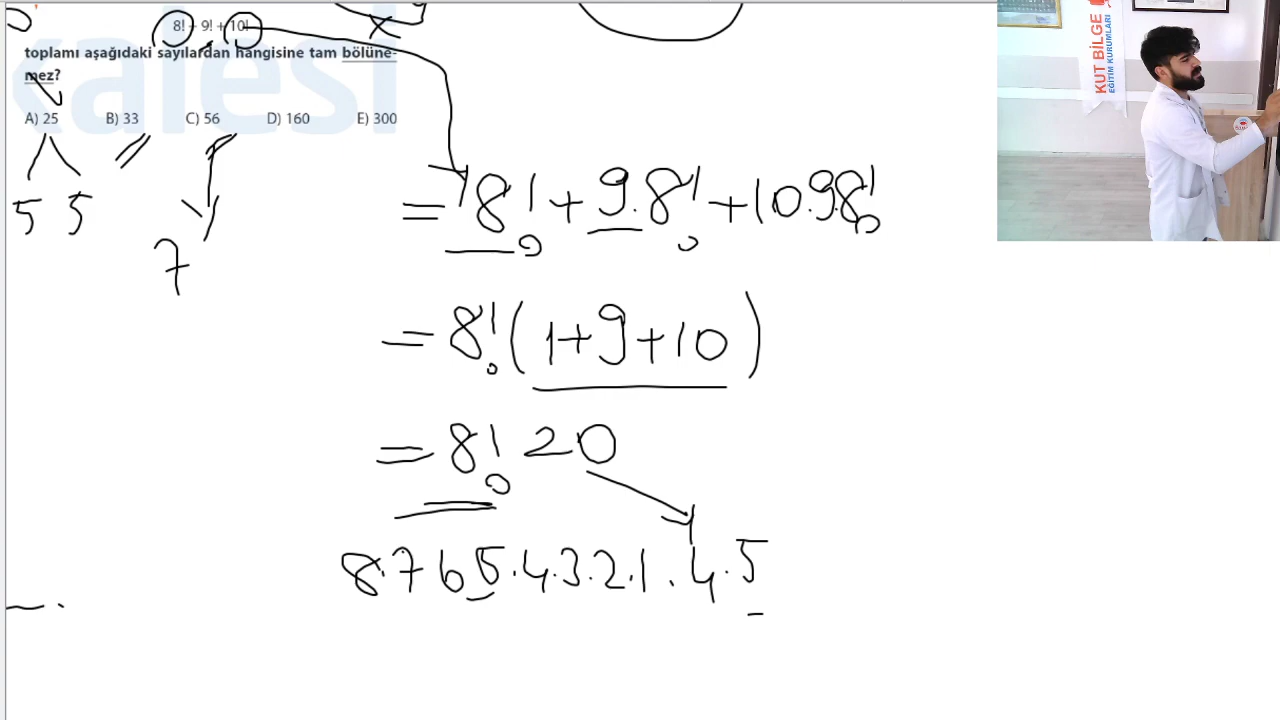 8! + 9! + 10!
toplamı aşağıdaki sayılardan hangisine tam bölüne-
mez?
A) 25 B) 33 C) 56 D) 160 E) 300
5 5
7
= 8! + 9.8! + 10.9.8!
= 8! (1+9+10)
= 8! 20
8.7 6 5.4.3.2.1.4.5
kalesi
KUT BİLGE
EĞİTİM KURUMLARI